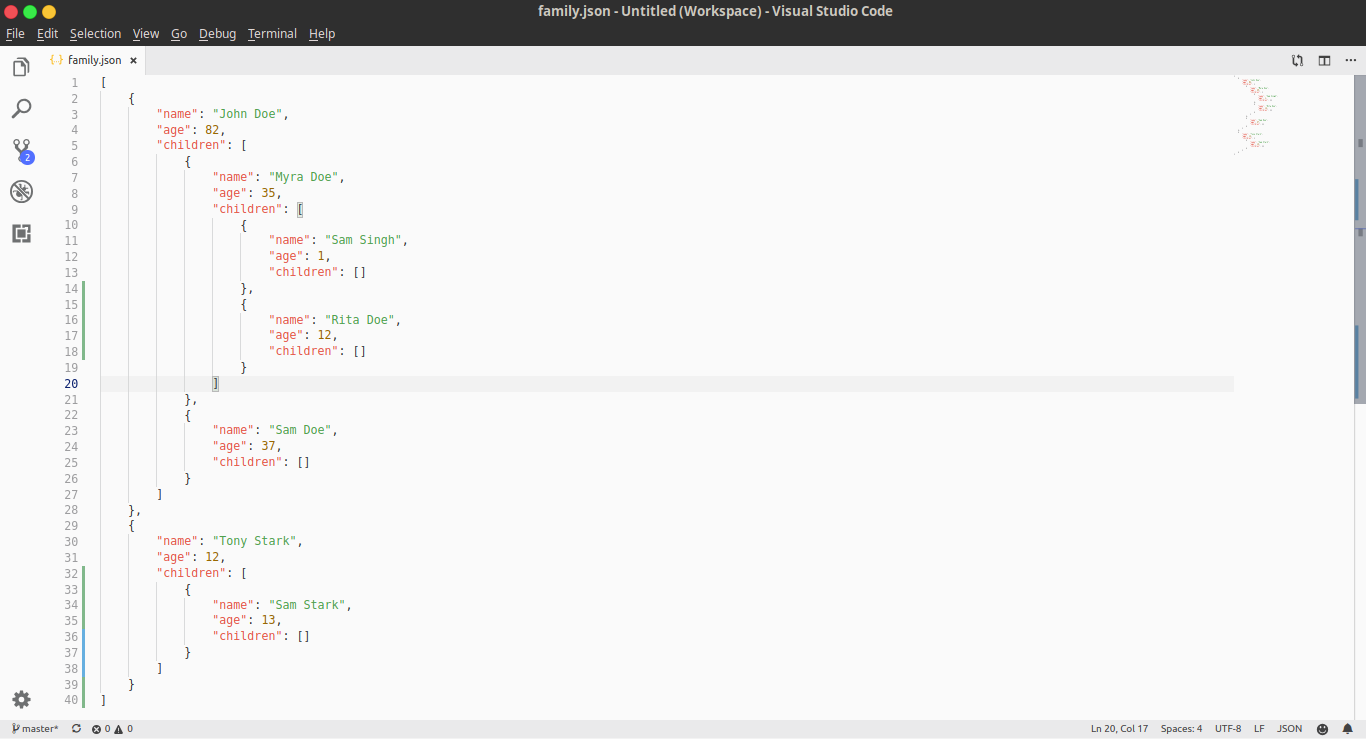 family.json - Untitled (Workspace) - Visual Studio Code
File Edit Selection View Go Debug Terminal Help
{..} family.json ×
1 [
2     {
3         "name": "John Doe",
4         "age": 82,
5         "children": [
6             {
7                 "name": "Myra Doe",
8                 "age": 35,
9                 "children": [
10                     {
11                         "name": "Sam Singh",
12                         "age": 1,
13                         "children": []
14                     },
15                     {
16                         "name": "Rita Doe",
17                         "age": 12,
18                         "children": []
19                     }
20                 ]
21             },
22             {
23                 "name": "Sam Doe",
24                 "age": 37,
25                 "children": []
26             }
27         ]
28     },
29     {
30         "name": "Tony Stark",
31         "age": 12,
32         "children": [
33             {
34                 "name": "Sam Stark",
35                 "age": 13,
36                 "children": []
37             }
38         ]
39     }
40 ]
2
master* 0 0 Ln 20, Col 17 Spaces: 4 UTF-8 LF JSON